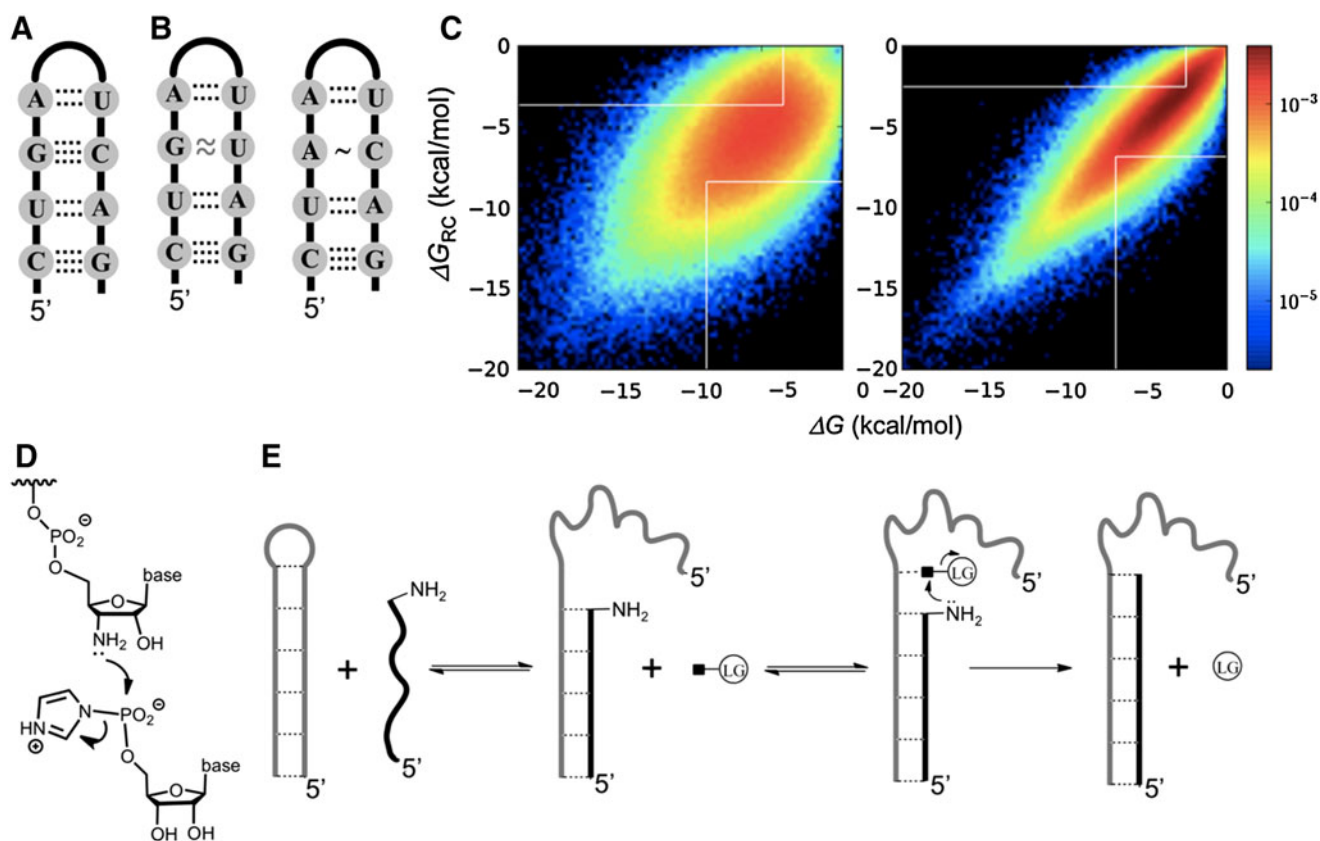 A
A U
G C
U A
C G
5'
B
A U
G ≈ U
U A
C G
5'
A U
A ~ C
U A
C G
5'
C
0
−5
−10
−15
−20
ΔG_RC (kcal/mol)
−20 −15 −10 −5 0
−20 −15 −10 −5 0
ΔG (kcal/mol)
10⁻³
10⁻⁴
10⁻⁵
D
O
P PO₂ ⊖
O
base
O
NH₂ OH
N P PO₂ ⊖
HN ⊕
O
base
O
OH OH
E
5'
+
NH₂
5'
5'
NH₂
5'
+
LG
5'
LG
NH₂
5'
5'
5'
+
LG